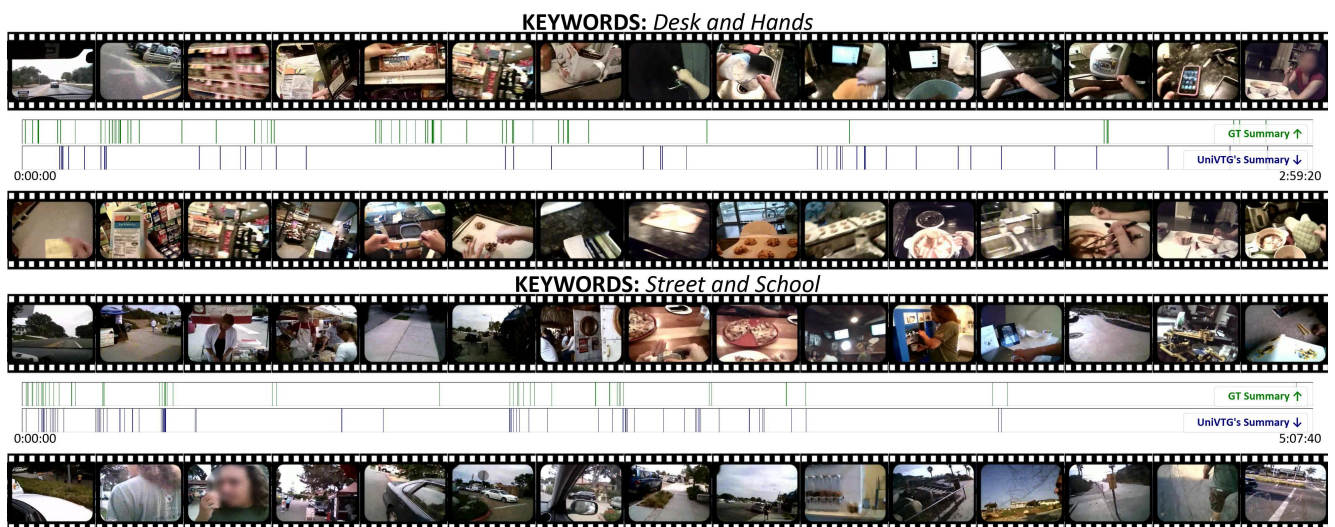 KEYWORDS: Desk and Hands
GT Summary ↑
UniVTG's Summary ↓
0:00:00 2:59:20
KEYWORDS: Street and School
GT Summary ↑
UniVTG's Summary ↓
0:00:00 5:07:40